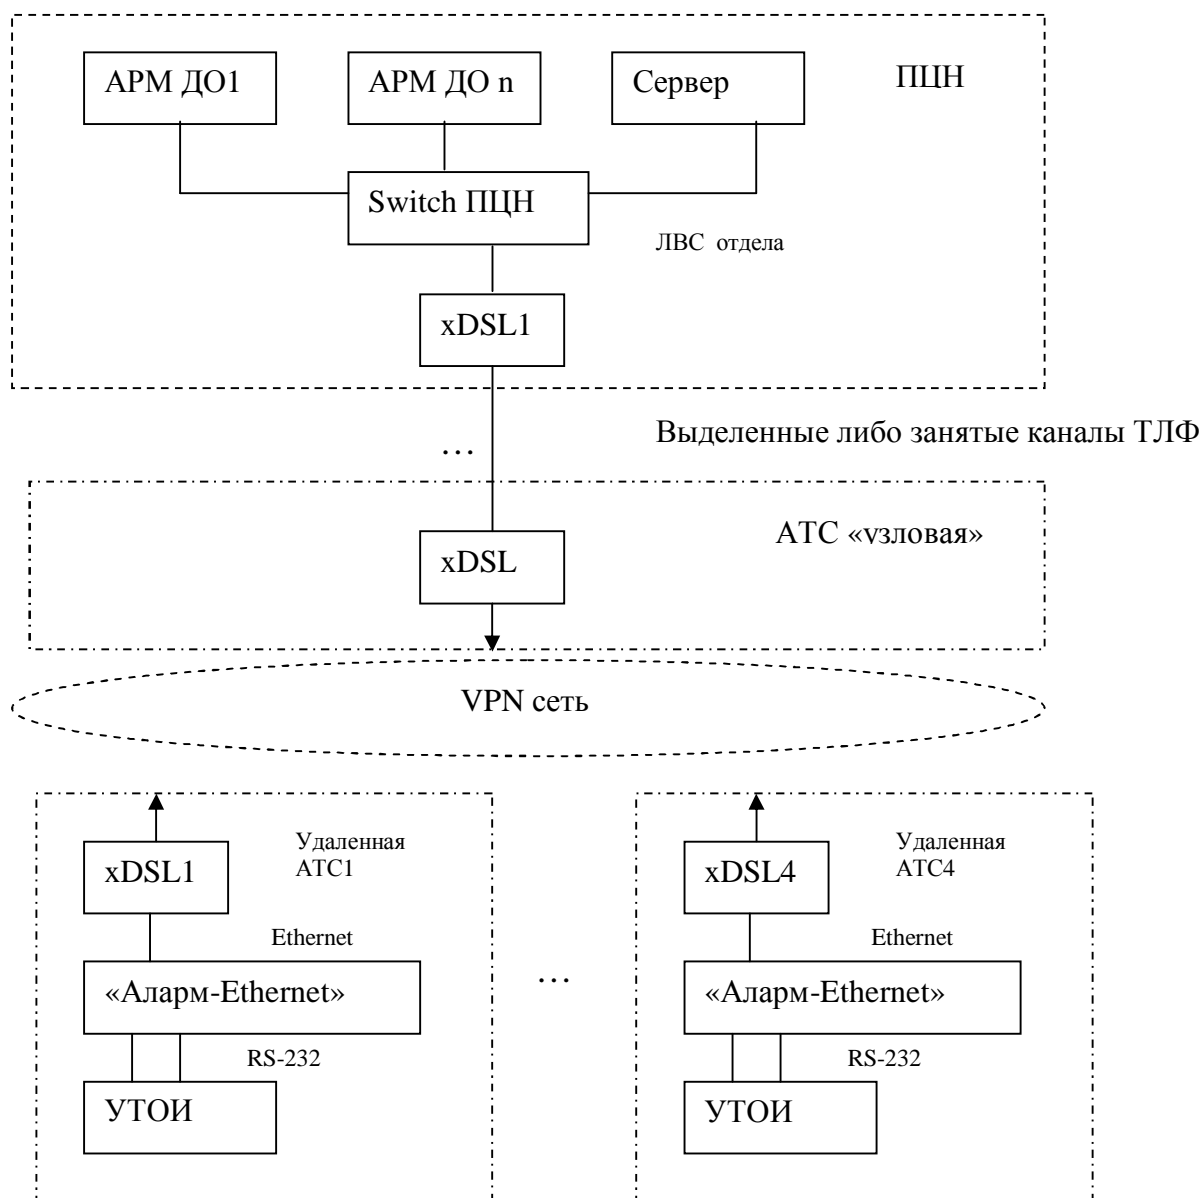 АРМ ДО1
АРМ ДО n
Сервер
ПЦН
Switch ПЦН
ЛВС отдела
xDSL1
Выделенные либо занятые каналы ТЛФ
…
АТС «узловая»
xDSL
VPN сеть
xDSL1
Удаленная
АТС1
Ethernet
«Аларм-Ethernet»
RS-232
УТОИ
…
xDSL4
Удаленная
АТС4
Ethernet
«Аларм-Ethernet»
RS-232
УТОИ